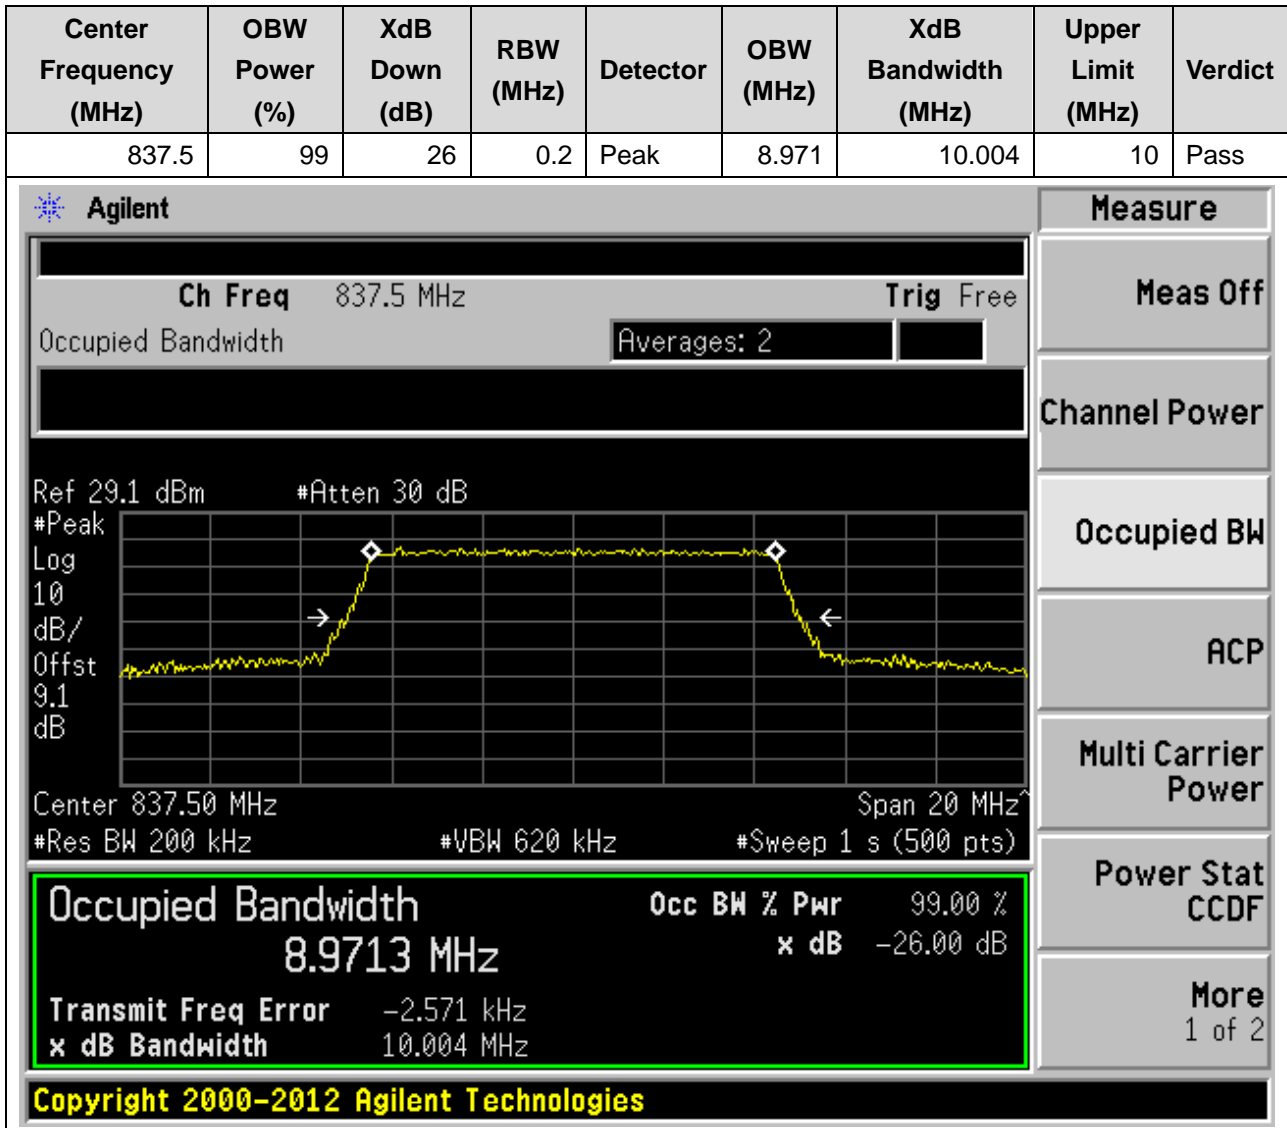 Center Frequency (MHz) OBW Power (%) XdB Down (dB) RBW (MHz) Detector OBW (MHz) XdB Bandwidth (MHz) Upper Limit (MHz) Verdict
837.5 99 26 0.2 Peak 8.971 10.004 10 Pass
Agilent
Measure
Ch Freq 837.5 MHz Trig Free
Occupied Bandwidth Averages: 2
Ref 29.1 dBm #Atten 30 dB
#Peak
Log
10
dB/
Offst
9.1
dB
Center 837.50 MHz Span 20 MHz^
#Res BW 200 kHz #VBW 620 kHz #Sweep 1 s (500 pts)
Occupied Bandwidth Occ BW % Pwr 99.00 %
8.9713 MHz x dB -26.00 dB
Transmit Freq Error -2.571 kHz
x dB Bandwidth 10.004 MHz
Meas Off
Channel Power
Occupied BW
ACP
Multi Carrier
Power
Power Stat
CCDF
More
1 of 2
Copyright 2000-2012 Agilent Technologies